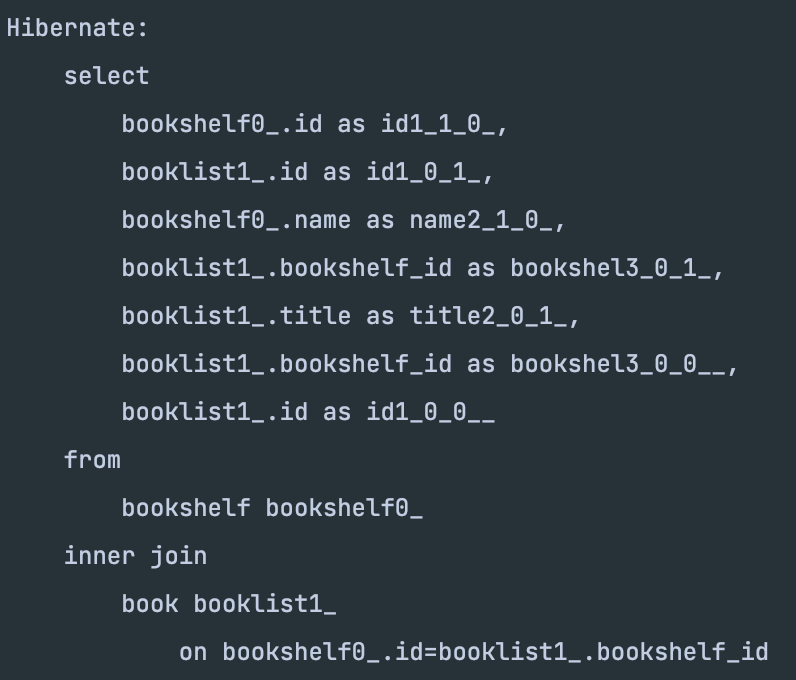 Hibernate:
    select
        bookshelf0_.id as id1_1_0_,
        booklist1_.id as id1_0_1_,
        bookshelf0_.name as name2_1_0_,
        booklist1_.bookshelf_id as bookshel3_0_1_,
        booklist1_.title as title2_0_1_,
        booklist1_.bookshelf_id as bookshel3_0_0__,
        booklist1_.id as id1_0_0__
    from
        bookshelf bookshelf0_
    inner join
        book booklist1_
            on bookshelf0_.id=booklist1_.bookshelf_id